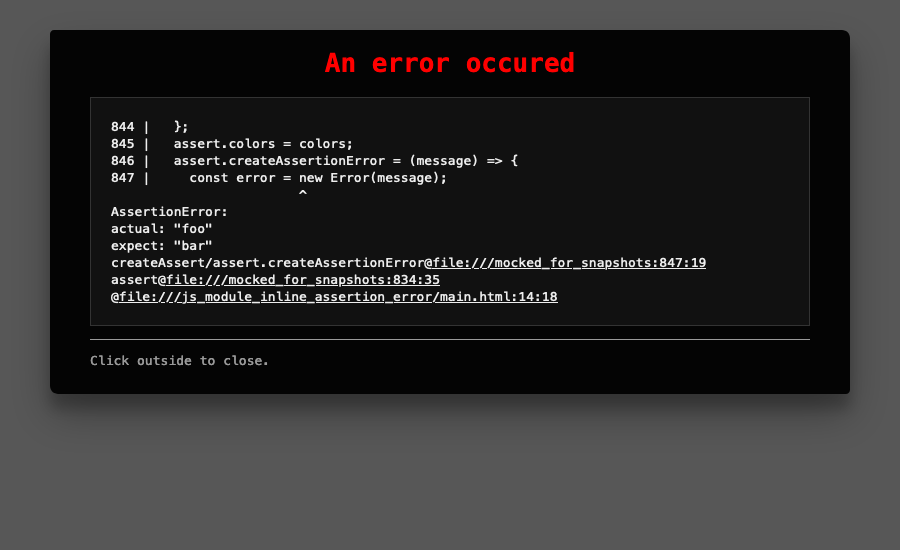 An error occured
844 |   };
845 |   assert.colors = colors;
846 |   assert.createAssertionError = (message) => {
847 |     const error = new Error(message);
                        ^
AssertionError:
actual: "foo"
expect: "bar"
createAssert/assert.createAssertionError@file:///mocked_for_snapshots:847:19
assert@file:///mocked_for_snapshots:834:35
@file:///js_module_inline_assertion_error/main.html:14:18
Click outside to close.